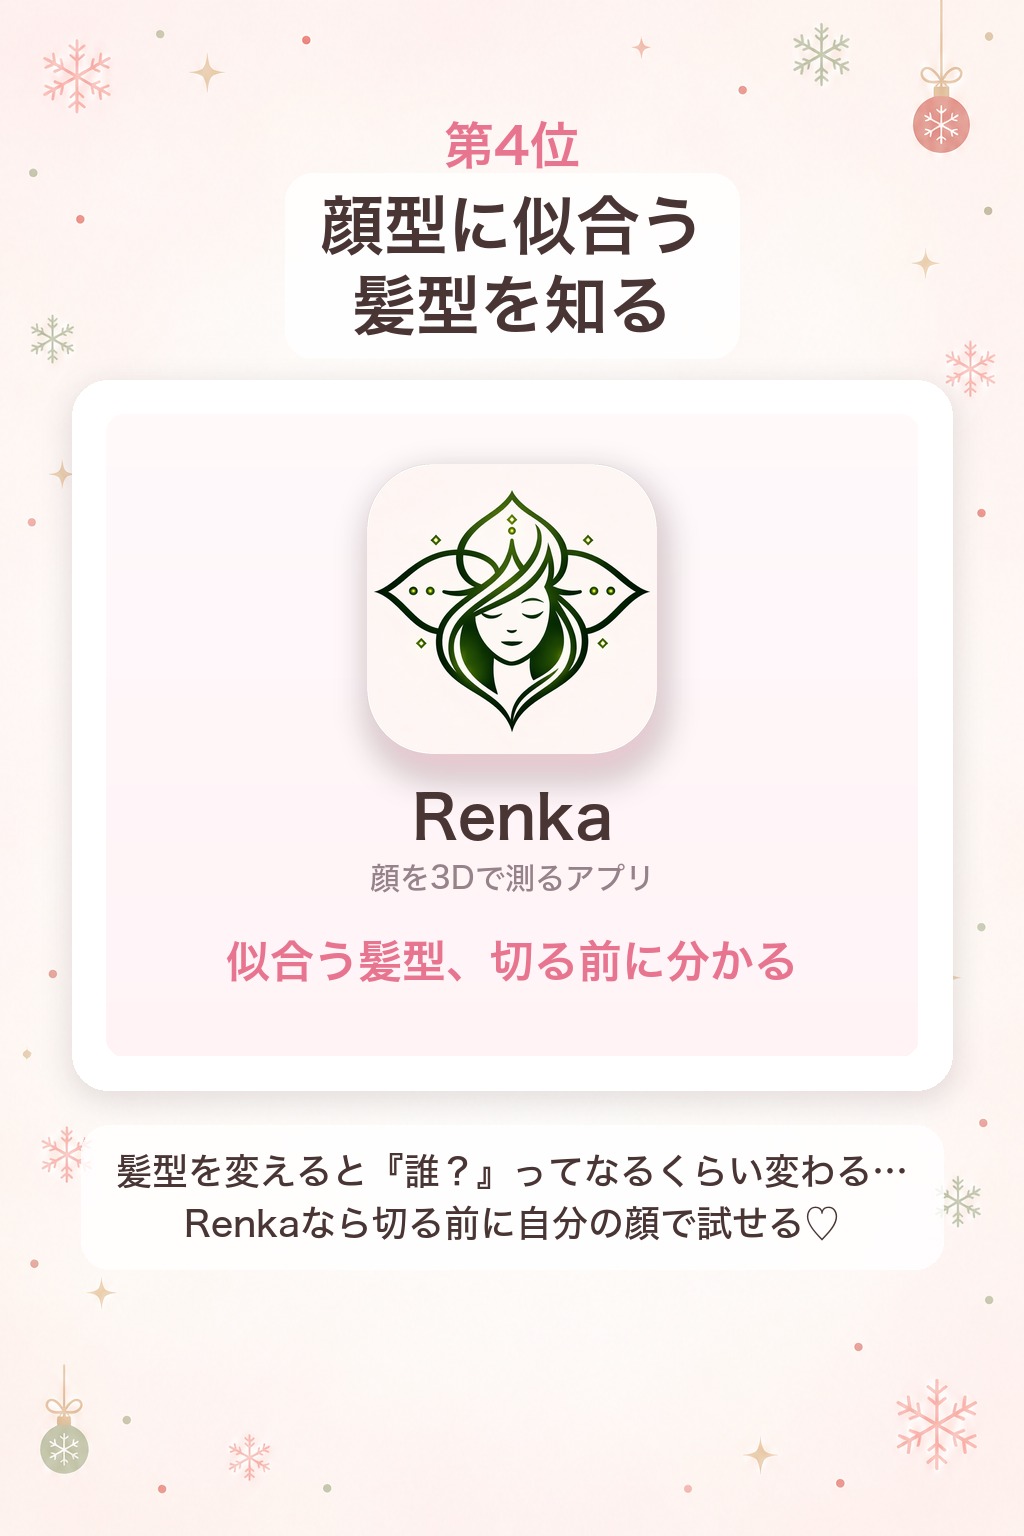 第4位
顔型に似合う
髪型を知る
Renka
顔を3Dで測るアプリ
似合う髪型、切る前に分かる
髪型を変えると『誰？』ってなるくらい変わる…
Renkaなら切る前に自分の顔で試せる♡